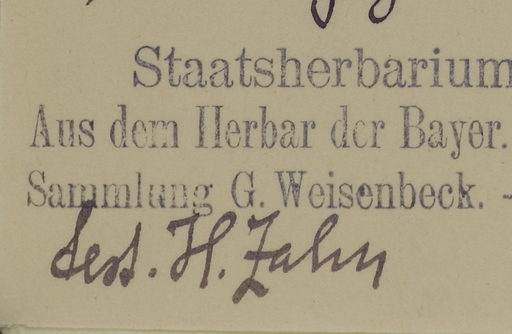 Staatsherbarium
Aus dem Herbar der Bayer.
Sammlung G. Weisenbeck. -
det. H. Zahn